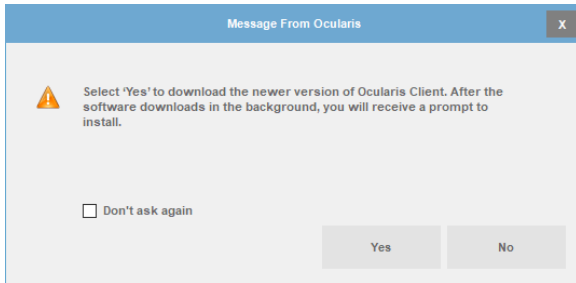 Message From Ocularis
X
Select ‘Yes’ to download the newer version of Ocularis Client. After the
software downloads in the background, you will receive a prompt to
install.
Don't ask again
Yes
No